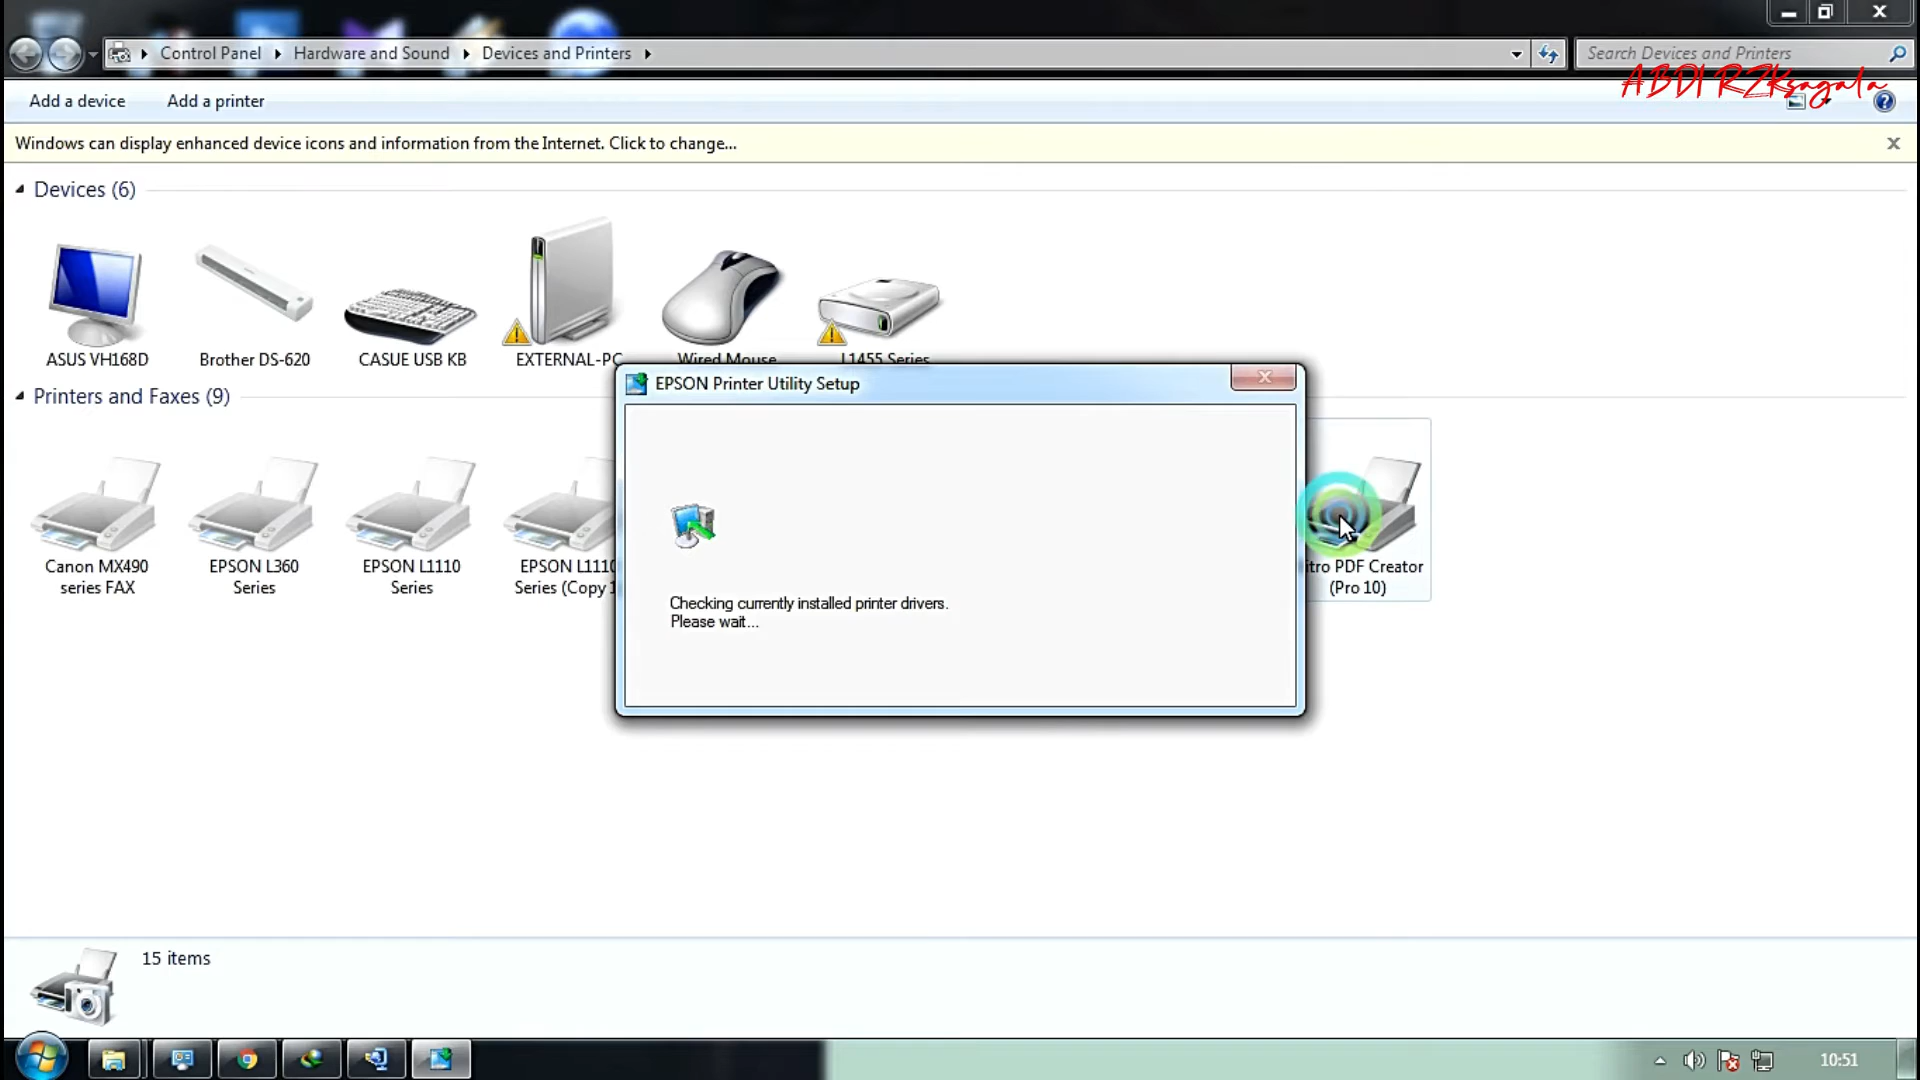 Control Panel Hardware and Sound Devices and Printers
Search Devices and Printers
ABDI RZKsagala
Add a device Add a printer
Windows can display enhanced device icons and information from the Internet. Click to change...
Devices (6)
ASUS VH168D
Brother DS-620
CASUE USB KB
EXTERNAL-PC
Wired Mouse
L1455 Series
Printers and Faxes (9)
Canon MX490
series FAX
EPSON L360
Series
EPSON L1110
Series
EPSON L1110
Series (Copy 1
itro PDF Creator
(Pro 10)
EPSON Printer Utility Setup
Checking currently installed printer drivers.
Please wait...
15 items
10:51